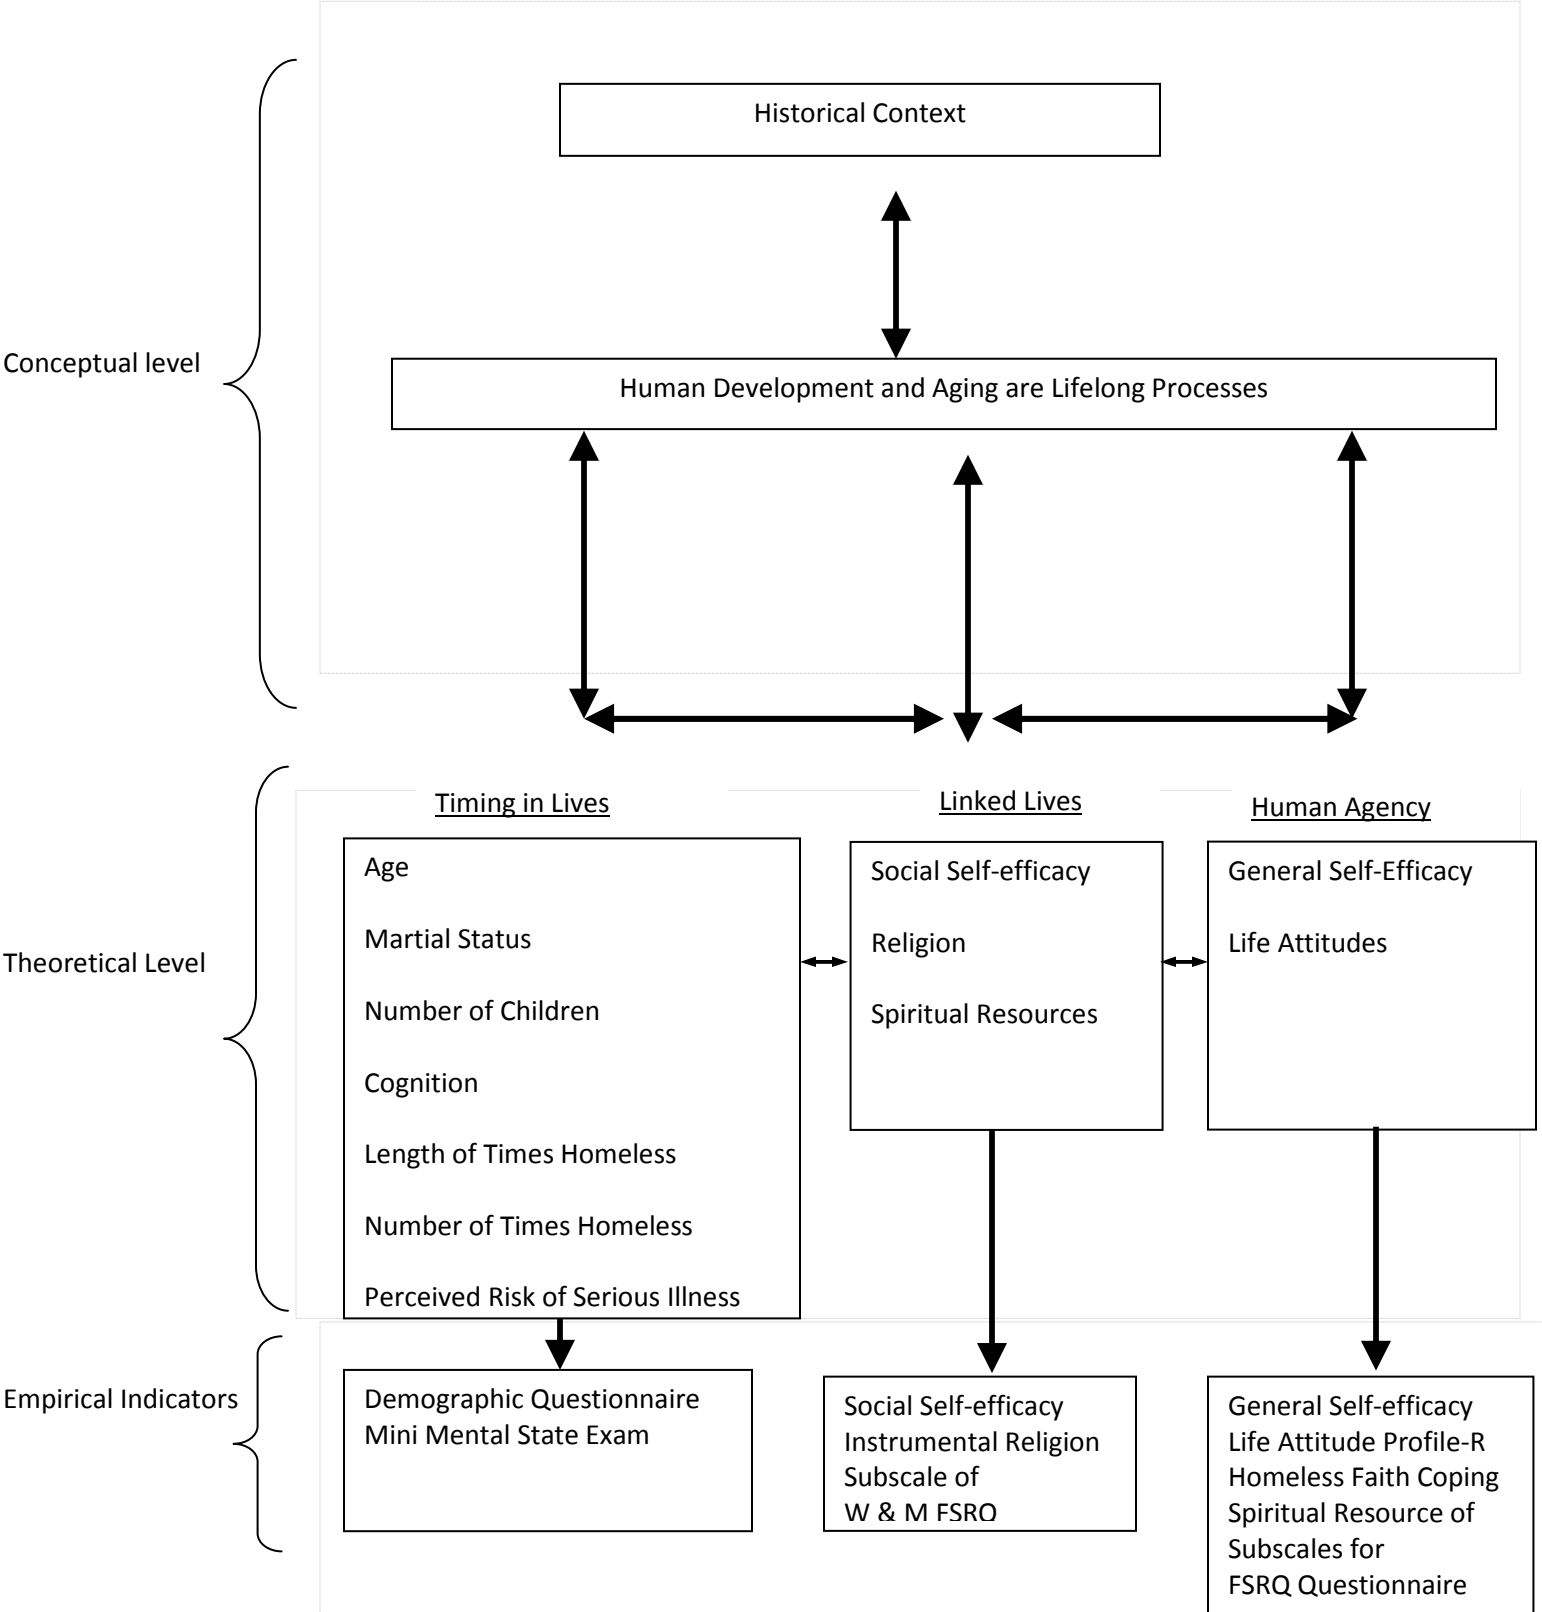 Historical Context
Conceptual level
Human Development and Aging are Lifelong Processes
Timing in Lives
Linked Lives
Human Agency
Theoretical Level
Age
Martial Status
Number of Children
Cognition
Length of Times Homeless
Number of Times Homeless
Perceived Risk of Serious Illness
Social Self-efficacy
Religion
Spiritual Resources
General Self-Efficacy
Life Attitudes
Empirical Indicators
Demographic Questionnaire
Mini Mental State Exam
Social Self-efficacy
Instrumental Religion
Subscale of
W & M FSRQ
General Self-efficacy
Life Attitude Profile-R
Homeless Faith Coping
Spiritual Resource of
Subscales for
FSRQ Questionnaire